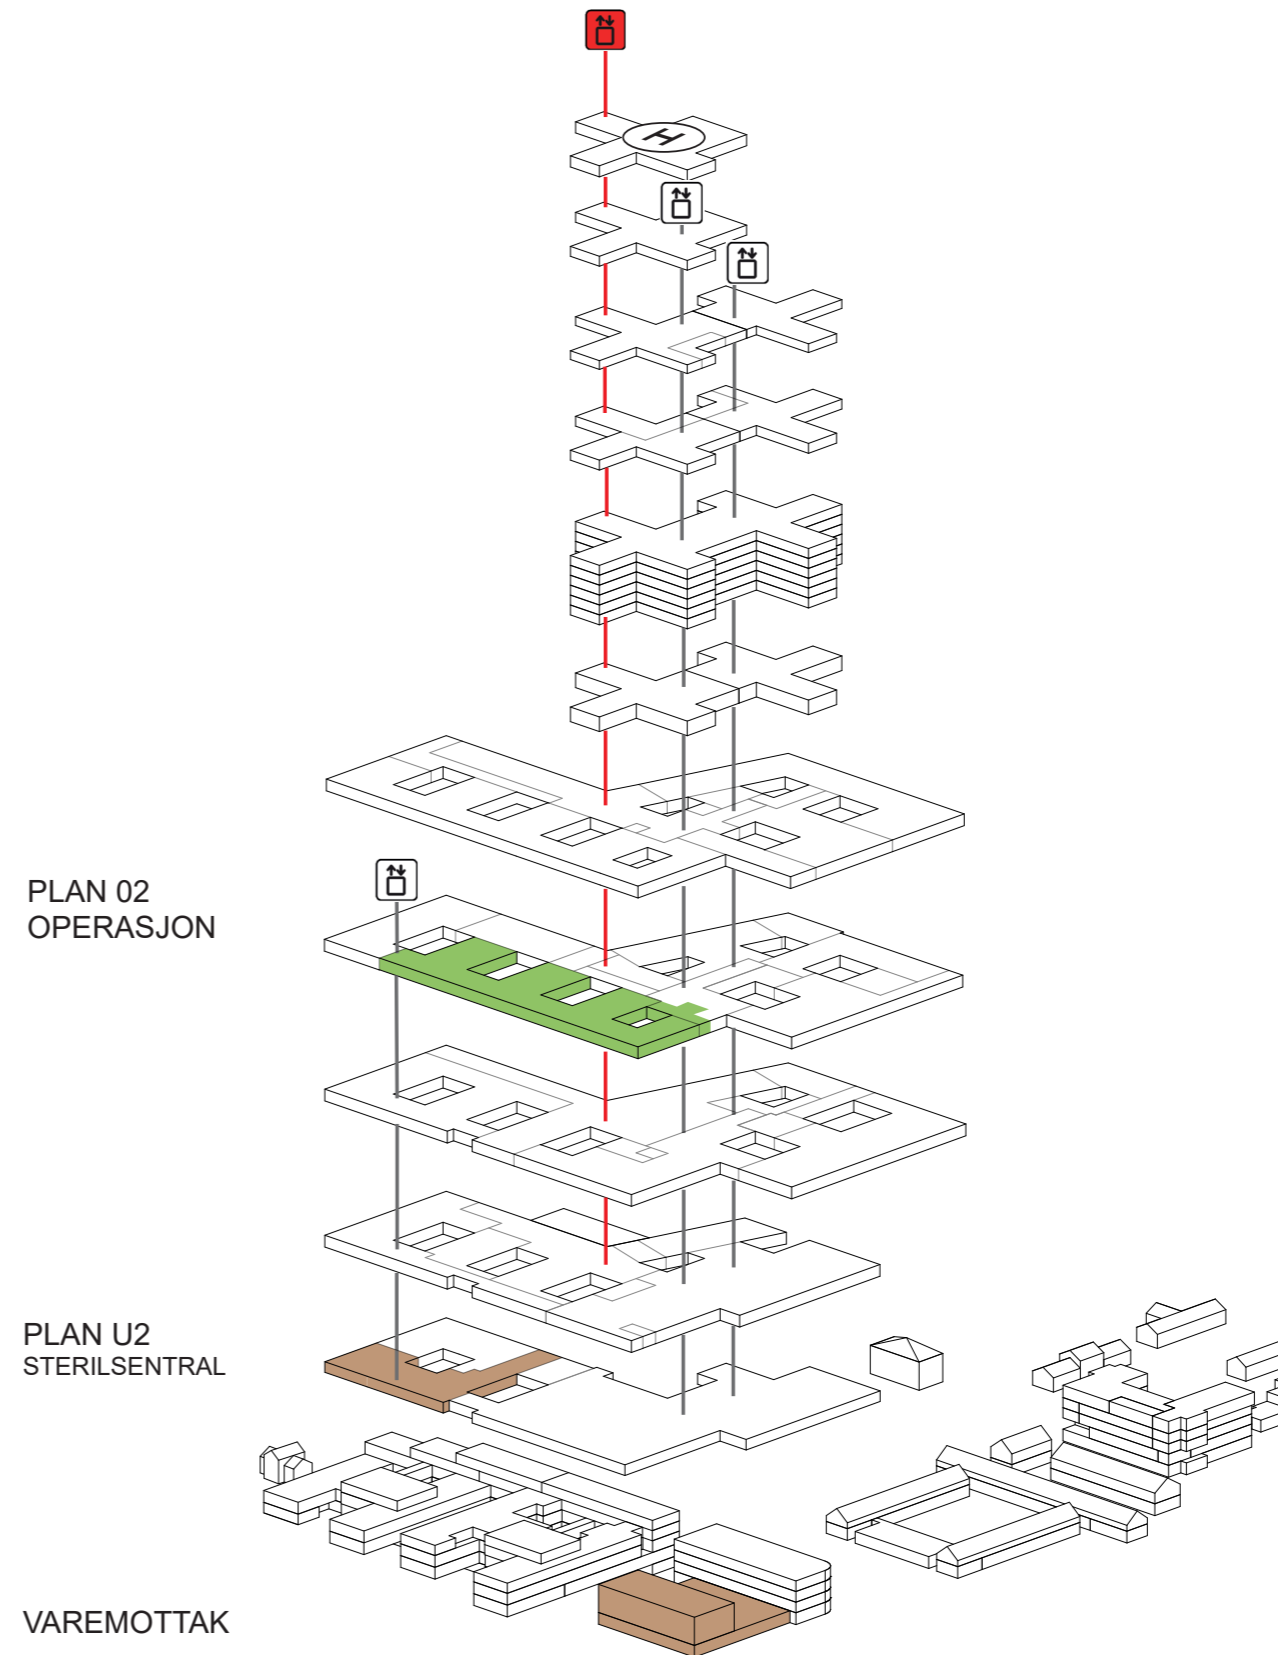 H
PLAN 02
OPERASJON
PLAN U2
STERILSENTRAL
VAREMOTTAK